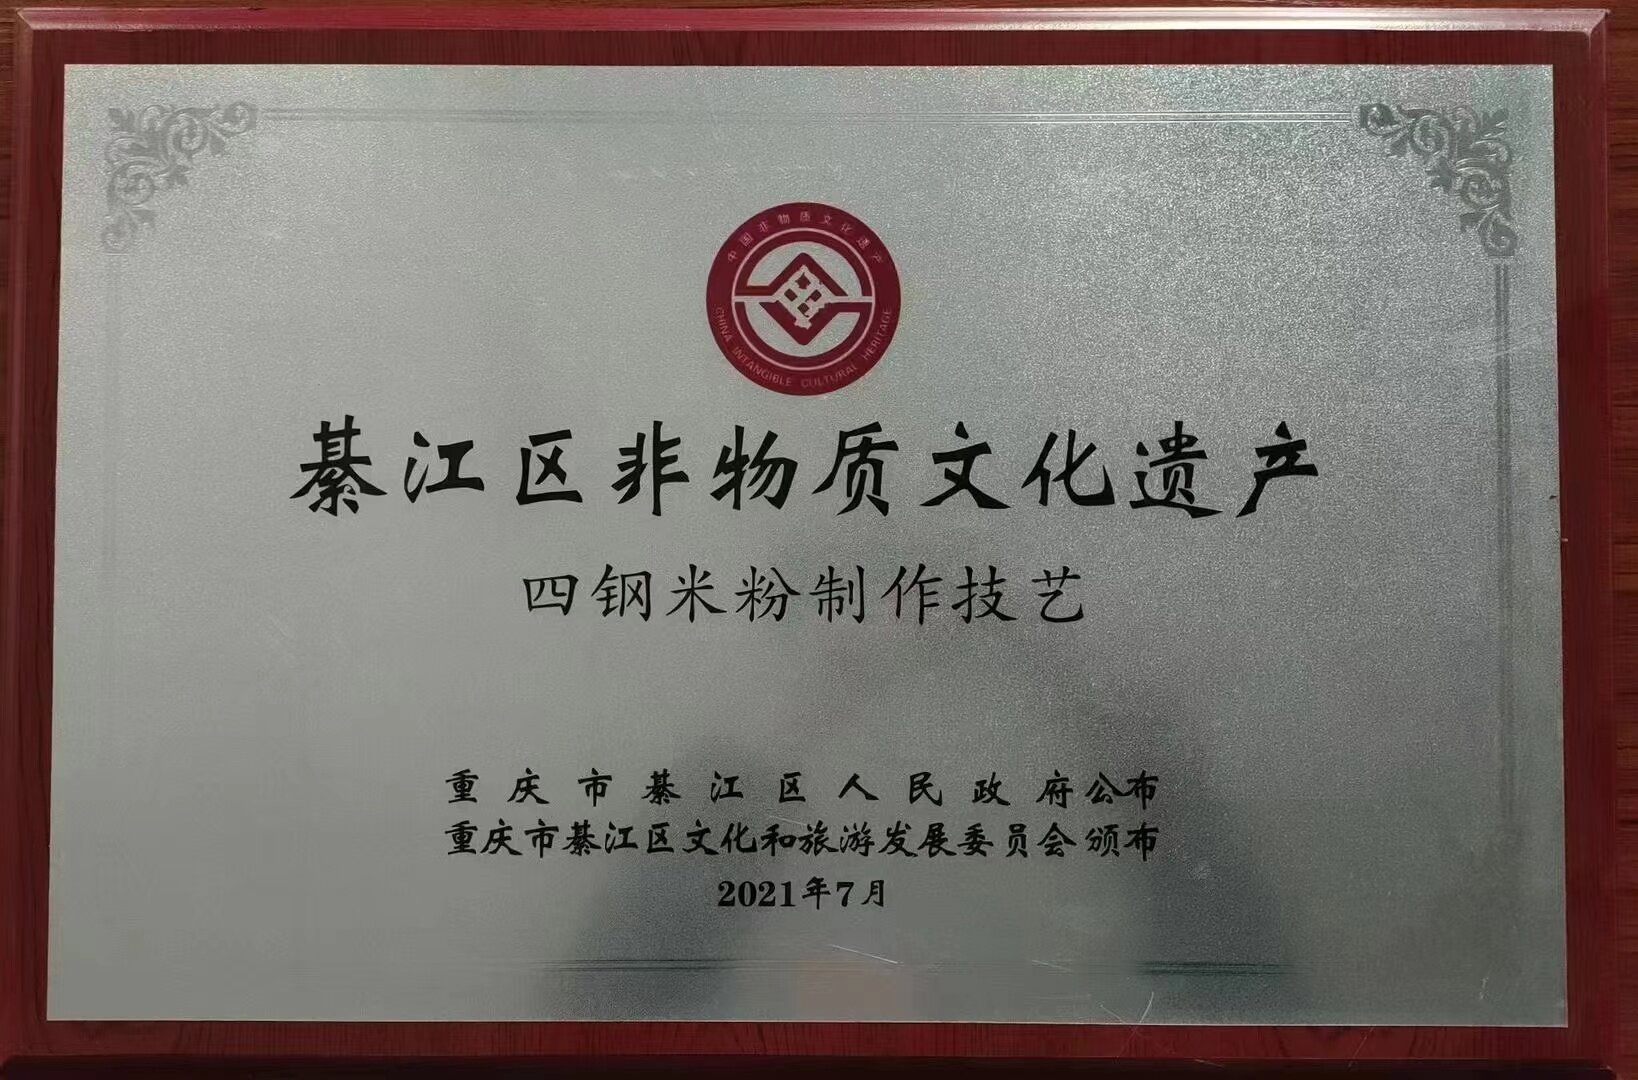 中国非物质文化遗产
CHINA INTANGIBLE CULTURAL HERITAGE
綦江区非物质文化遗产
四钢米粉制作技艺
重庆市綦江区人民政府公布
重庆市綦江区文化和旅游发展委员会颁布
2021年7月